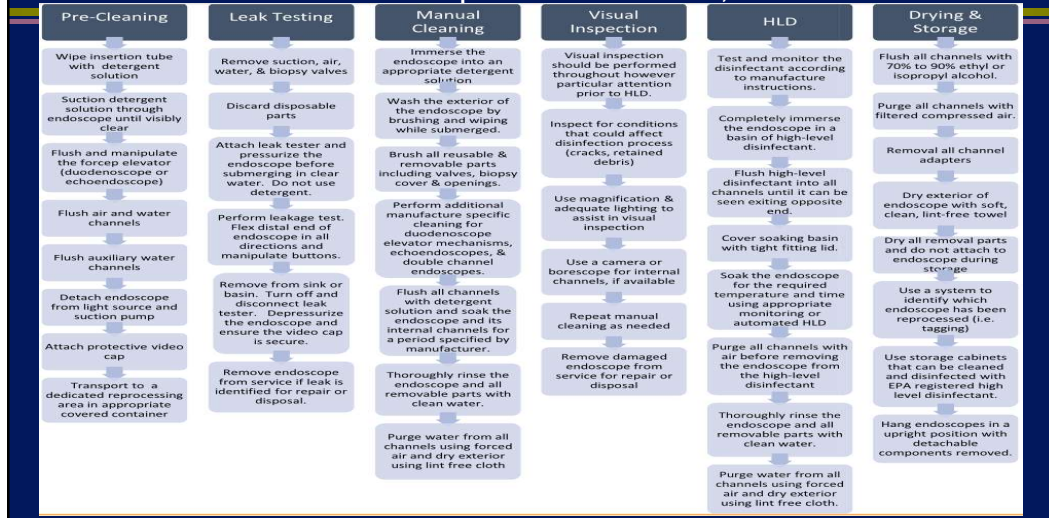 Pre-Cleaning
Wipe insertion tube
with detergent
solution
Suction detergent
solution through
endoscope until visibly
clear
Flush and manipulate
the forcep elevator
(duodenoscope or
echoendoscope)
Flush air and water
channels
Flush auxiliary water
channels
Detach endoscope
from light source and
suction pump
Attach protective video
cap
Transport to a
dedicated reprocessing
area in appropriate
covered container
Leak Testing
Remove suction, air,
water, & biopsy valves
Discard disposable
parts
Attach leak tester and
pressurize the
endoscope before
submerging in clear
water. Do not use
detergent.
Perform leakage test.
Flex distal end of
endoscope in all
directions and
manipulate buttons.
Remove from sink or
basin. Turn off and
disconnect leak
tester. Depressurize
the endoscope and
ensure the video cap
is secure.
Remove endoscope
from service if leak is
identified for repair or
disposal.
Manual
Cleaning
Immerse the
endoscope into an
appropriate detergent
solution
Wash the exterior of
the endoscope by
brushing and wiping
while submerged.
Brush all reusable &
removable parts
including valves, biopsy
cover & openings.
Perform additional
manufacture specific
cleaning for
duodenoscope
elevator mechanisms,
echoendoscopes, &
double channel
endoscopes.
Flush all channels
with detergent
solution and soak the
endoscope and its
internal channels for
a period specified by
manufacturer.
Thoroughly rinse the
endoscope and all
removable parts with
clean water.
Purge water from all
channels using forced
air and dry exterior
using lint free cloth
Visual
Inspection
Visual inspection
should be performed
throughout however
particular attention
prior to HLD.
Inspect for conditions
that could affect
disinfection process
(cracks, retained
debris)
Use magnification &
adequate lighting to
assist in visual
inspection
Use a camera or
borescope for internal
channels, if available
Repeat manual
cleaning as needed
Remove damaged
endoscope from
service for repair or
disposal
HLD
Test and monitor the
disinfectant according
to manufacture
instructions.
Completely immerse
the endoscope in a
basin of high-level
disinfectant.
Flush high-level
disinfectant into all
channels until it can be
seen exiting opposite
end.
Cover soaking basin
with tight fitting lid.
Soak the endoscope
for the required
temperature and time
using appropriate
monitoring or
automated HLD
Purge all channels with
air before removing
the endoscope from
the high-level
disinfectant
Thoroughly rinse the
endoscope and all
removable parts with
clean water.
Purge water from all
channels using forced
air and dry exterior
using lint free cloth.
Drying &
Storage
Flush all channels with
70% to 90% ethyl or
isopropyl alcohol.
Purge all channels with
filtered compressed air.
Removal all channel
adapters
Dry exterior of
endoscope with soft,
clean, lint-free towel
Dry all removal parts
and do not attach to
endoscope during
storage
Use a system to
identify which
endoscope has been
reprocessed (i.e.
tagging)
Use storage cabinets
that can be cleaned
and disinfected with
EPA registered high
level disinfectant.
Hang endoscopes in a
upright position with
detachable
components removed.